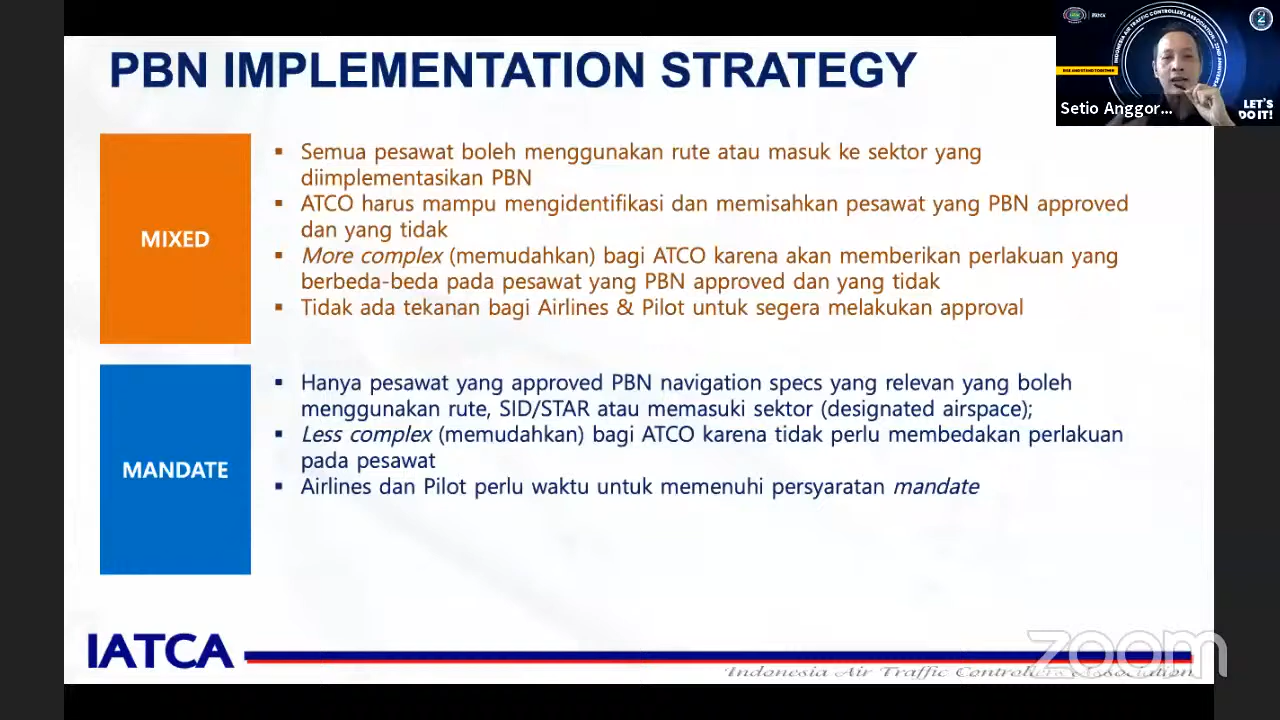 PBN IMPLEMENTATION STRATEGY
Setio Anggor...
LET'S
DO IT!
MIXED
▪ Semua pesawat boleh menggunakan rute atau masuk ke sektor yang
diimplementasikan PBN
▪ ATCO harus mampu mengidentifikasi dan memisahkan pesawat yang PBN approved
dan yang tidak
▪ More complex (memudahkan) bagi ATCO karena akan memberikan perlakuan yang
berbeda-beda pada pesawat yang PBN approved dan yang tidak
▪ Tidak ada tekanan bagi Airlines & Pilot untuk segera melakukan approval
MANDATE
▪ Hanya pesawat yang approved PBN navigation specs yang relevan yang boleh
menggunakan rute, SID/STAR atau memasuki sektor (designated airspace);
▪ Less complex (memudahkan) bagi ATCO karena tidak perlu membedakan perlakuan
pada pesawat
▪ Airlines dan Pilot perlu waktu untuk memenuhi persyaratan mandate
IATCA
Indonesia Air Traffic Controllers Association
zoom